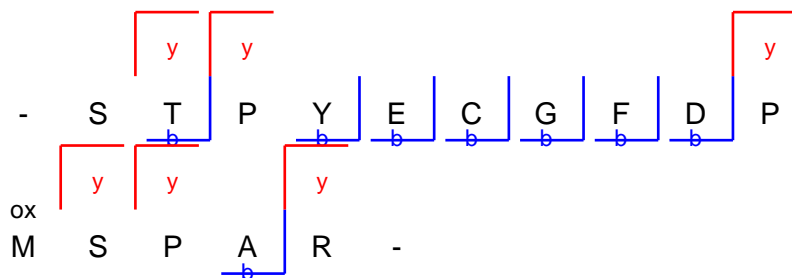 y y y
- S T P Y E C G F D P
b b b b b b b
y y y
ox
M S P A R -
b